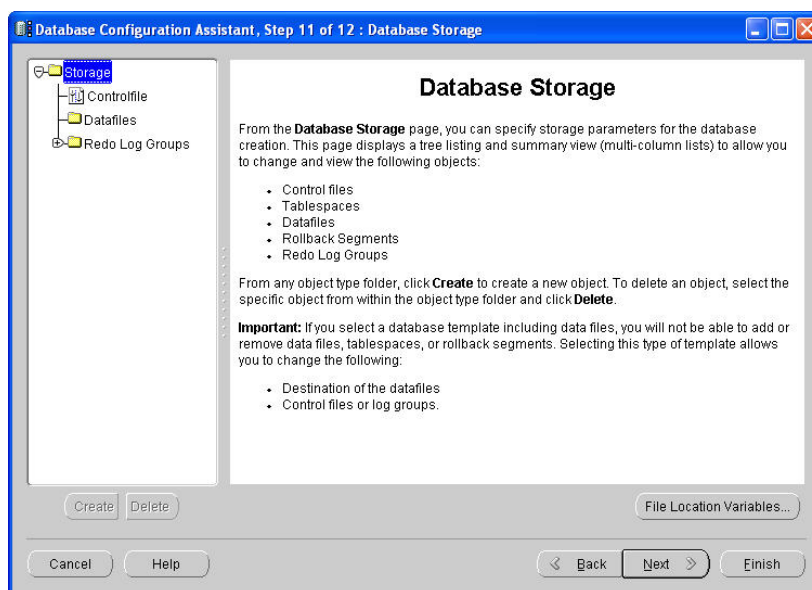 Database Configuration Assistant, Step 11 of 12 : Database Storage
Storage
Controlfile
Datafiles
Redo Log Groups
Database Storage
From the Database Storage page, you can specify storage parameters for the database
creation. This page displays a tree listing and summary view (multi-column lists) to allow you
to change and view the following objects:
• Control files
• Tablespaces
• Datafiles
• Rollback Segments
• Redo Log Groups
From any object type folder, click Create to create a new object. To delete an object, select the
specific object from within the object type folder and click Delete.
Important: If you select a database template including data files, you will not be able to add or
remove data files, tablespaces, or rollback segments. Selecting this type of template allows
you to change the following:
• Destination of the datafiles
• Control files or log groups.
Create Delete
File Location Variables...
Cancel Help Back Next Finish